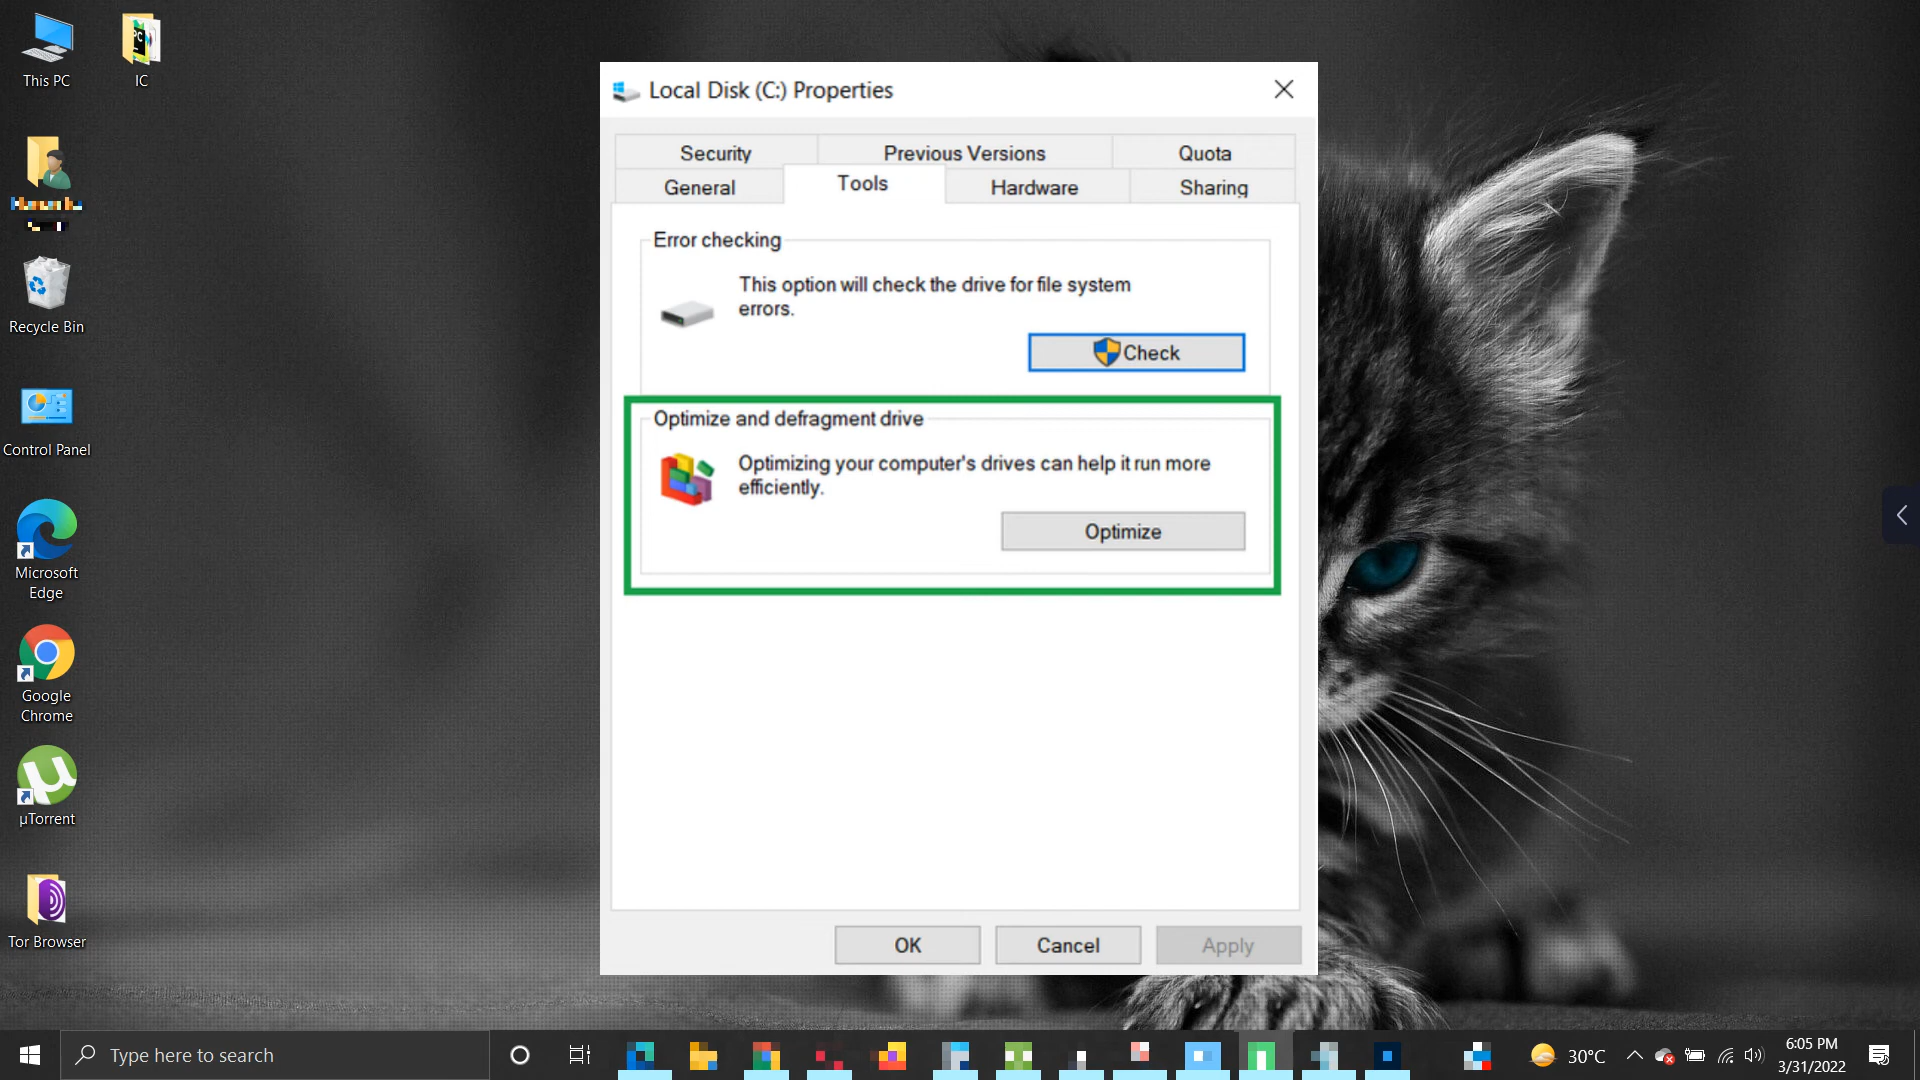 This PC
IC
Recycle Bin
Control Panel
Microsoft
Edge
Google
Chrome
µTorrent
Tor Browser
Local Disk (C:) Properties
Security
Previous Versions
Quota
General
Tools
Hardware
Sharing
Error checking
This option will check the drive for file system
errors.
Check
Optimize and defragment drive
Optimizing your computer's drives can help it run more
efficiently.
Optimize
OK
Cancel
Apply
Type here to search
30°C
6:05 PM
3/31/2022